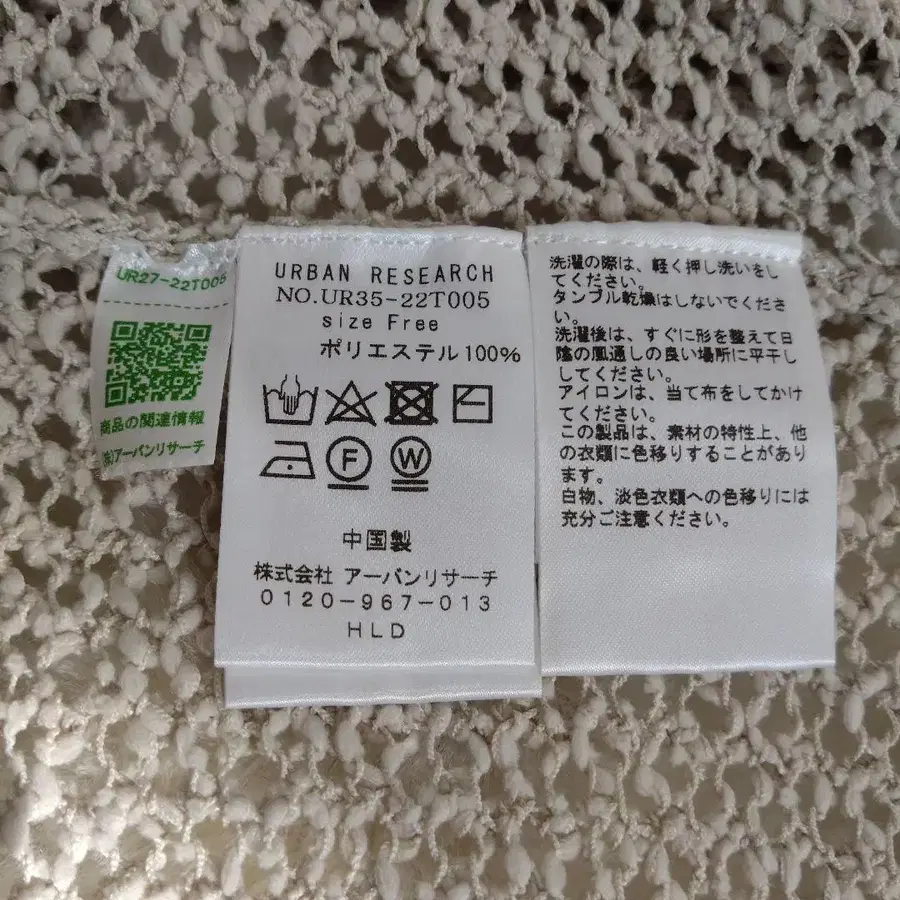 UR27-22T005
商品の関連情報
(株)アーバンリサーチ
URBAN RESEARCH
NO.UR35-22T005
size Free
ポリエステル100%
F
W
中国製
株式会社 アーバンリサーチ
0120-967-013
HLD
洗濯の際は、軽く押し洗いをし
てください。
タンブル乾燥はしないでくださ
い。
洗濯後は、すぐに形を整えて日
陰の風通しの良い場所に平干し
してください。
アイロンは、当て布をしてかけ
てください。
この製品は、素材の特性上、他
の衣類に色移りすることがあり
ます。
白物、淡色衣類への色移りには
充分ご注意ください。